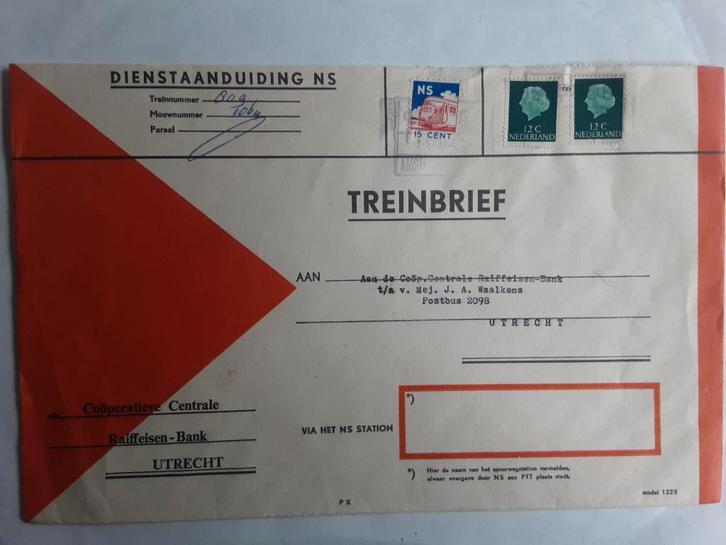 DIENSTAANDUIDING NS
Treinnummer
Mouwnummer
Paraaf
NS
15 CENT
12 C
NEDERLAND
12 C
NEDERLAND
AMST
TREINBRIEF
AAN
Aan de Coöp.Centrale Raiffeisen-Bank
t/a v. Mej. J. A. Waalkens
Postbus 2098
UTRECHT
Coöperatieve Centrale
Raiffeisen-Bank
UTRECHT
VIA HET NS STATION
*)
*) Hier de naam van het spoorwegstation vermelden,
alwaar overgave door NS aan PTT plaats vindt.
PX
model 1223